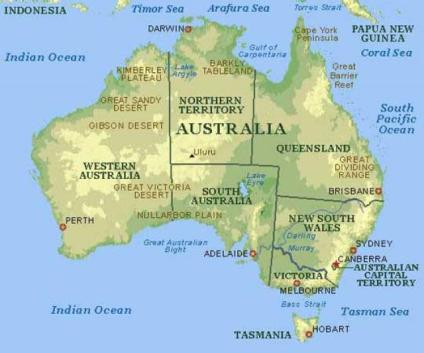 INDONESIA
Timor Sea
Arafura Sea
Torres Strait
DARWIN
Cape York
Peninsula
PAPUA NEW
GUINEA
Coral Sea
Gulf of
Carpentaria
Indian Ocean
KIMBERLEY
PLATEAU
Lake
Argyle
BARKLY
TABLELAND
Great
Barrier
Reef
GREAT SANDY
DESERT
NORTHERN
TERRITORY
South
Pacific
Ocean
GIBSON DESERT
AUSTRALIA
Uluru
QUEENSLAND
GREAT
DIVIDING
RANGE
WESTERN
AUSTRALIA
GREAT VICTORIA
DESERT
SOUTH
AUSTRALIA
Lake
Eyre
BRISBANE
NULLARBOR PLAIN
NEW SOUTH
WALES
PERTH
Great Australian
Bight
Darling
Murray
SYDNEY
ADELAIDE
CANBERRA
AUSTRALIAN
CAPITAL
TERRITORY
VICTORIA
MELBOURNE
Bass Strait
Indian Ocean
Tasman Sea
TASMANIA
HOBART